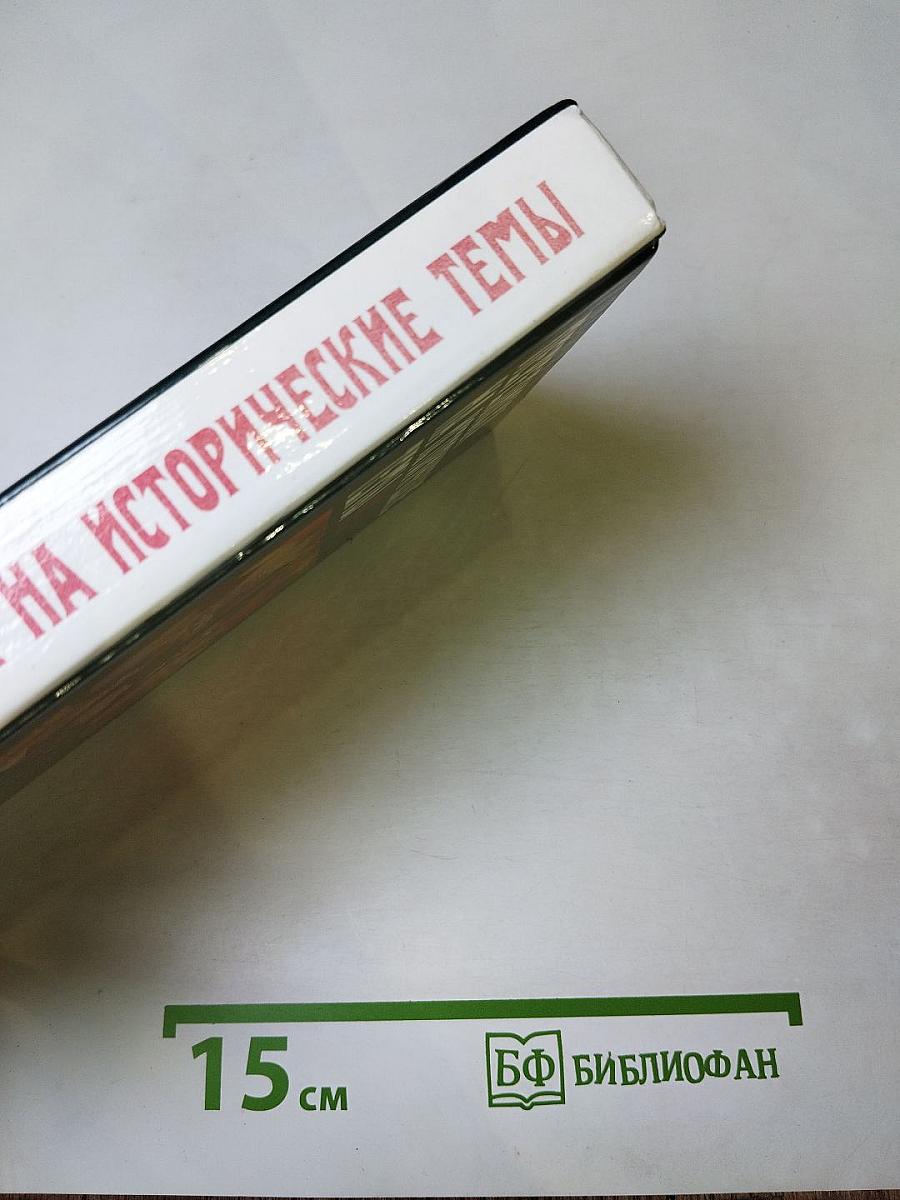 НА ИСТОРИЧЕСКИЕ ТЕМЫ
15 см
БФ БИБЛИОФАН